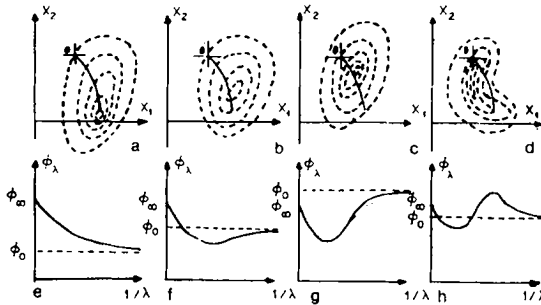 X₂ X₂ X₂ X₂
θ θ θ
X₁ X₁ X₁ X₁
a b c d
ϕλ ϕλ ϕλ ϕλ
ϕ∞ ϕ∞ ϕ₀ ϕ∞
ϕ₀ ϕ₀ ϕ∞ ϕ₀
e 1/λ f 1/λ g 1/λ h 1/λ